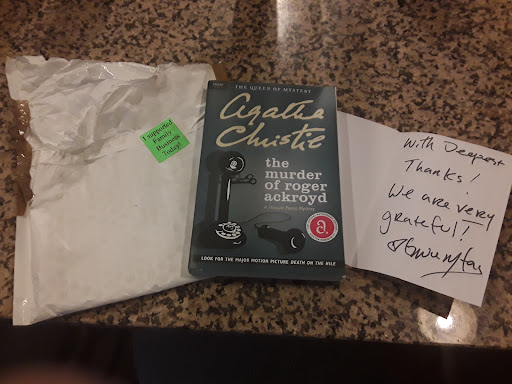 I supported
Family
Business
Today!
THE QUEEN OF MYSTERY
Agatha
Christie
the
murder
of roger
ackroyd
A Hercule Poirot Mystery
a.
LOOK FOR THE MAJOR MOTION PICTURE DEATH ON THE NILE
With Deepest
Thanks!
We are very
grateful!